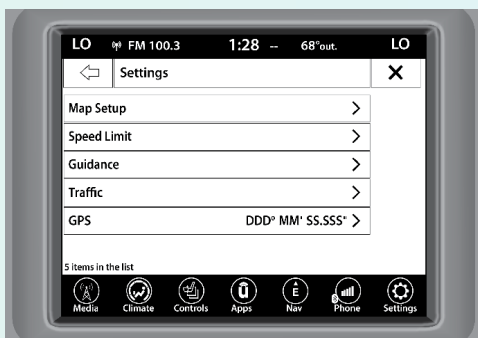 LO FM 100.3 1:28 -- 68°out. LO
Settings X
Map Setup >
Speed Limit >
Guidance >
Traffic >
GPS DDD° MM' SS.SSS" >
5 items in the list
Media Climate Controls Apps Nav Phone Settings